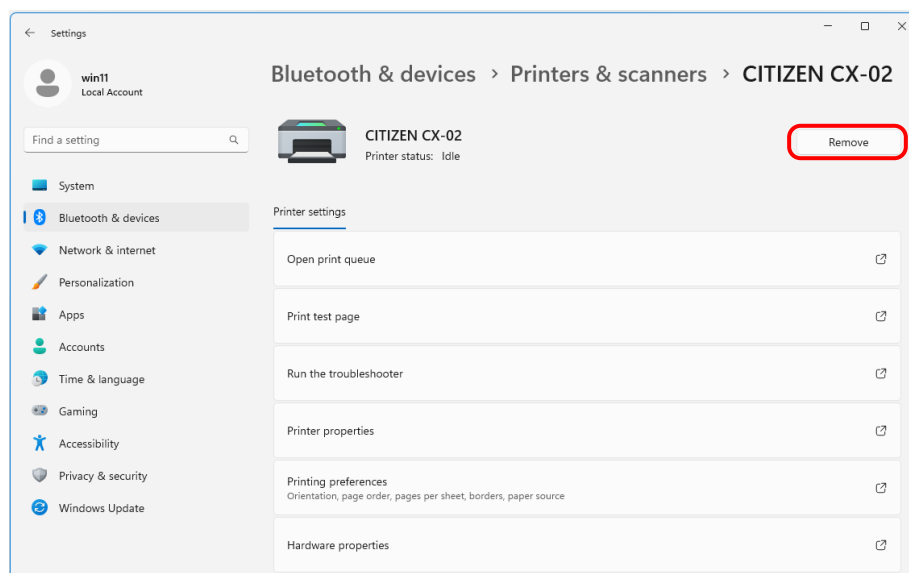 Settings
win11
Local Account
Find a setting
System
Bluetooth & devices
Network & internet
Personalization
Apps
Accounts
Time & language
Gaming
Accessibility
Privacy & security
Windows Update
Bluetooth & devices > Printers & scanners > CITIZEN CX-02
CITIZEN CX-02
Printer status: Idle
Remove
Printer settings
Open print queue
Print test page
Run the troubleshooter
Printer properties
Printing preferences
Orientation, page order, pages per sheet, borders, paper source
Hardware properties